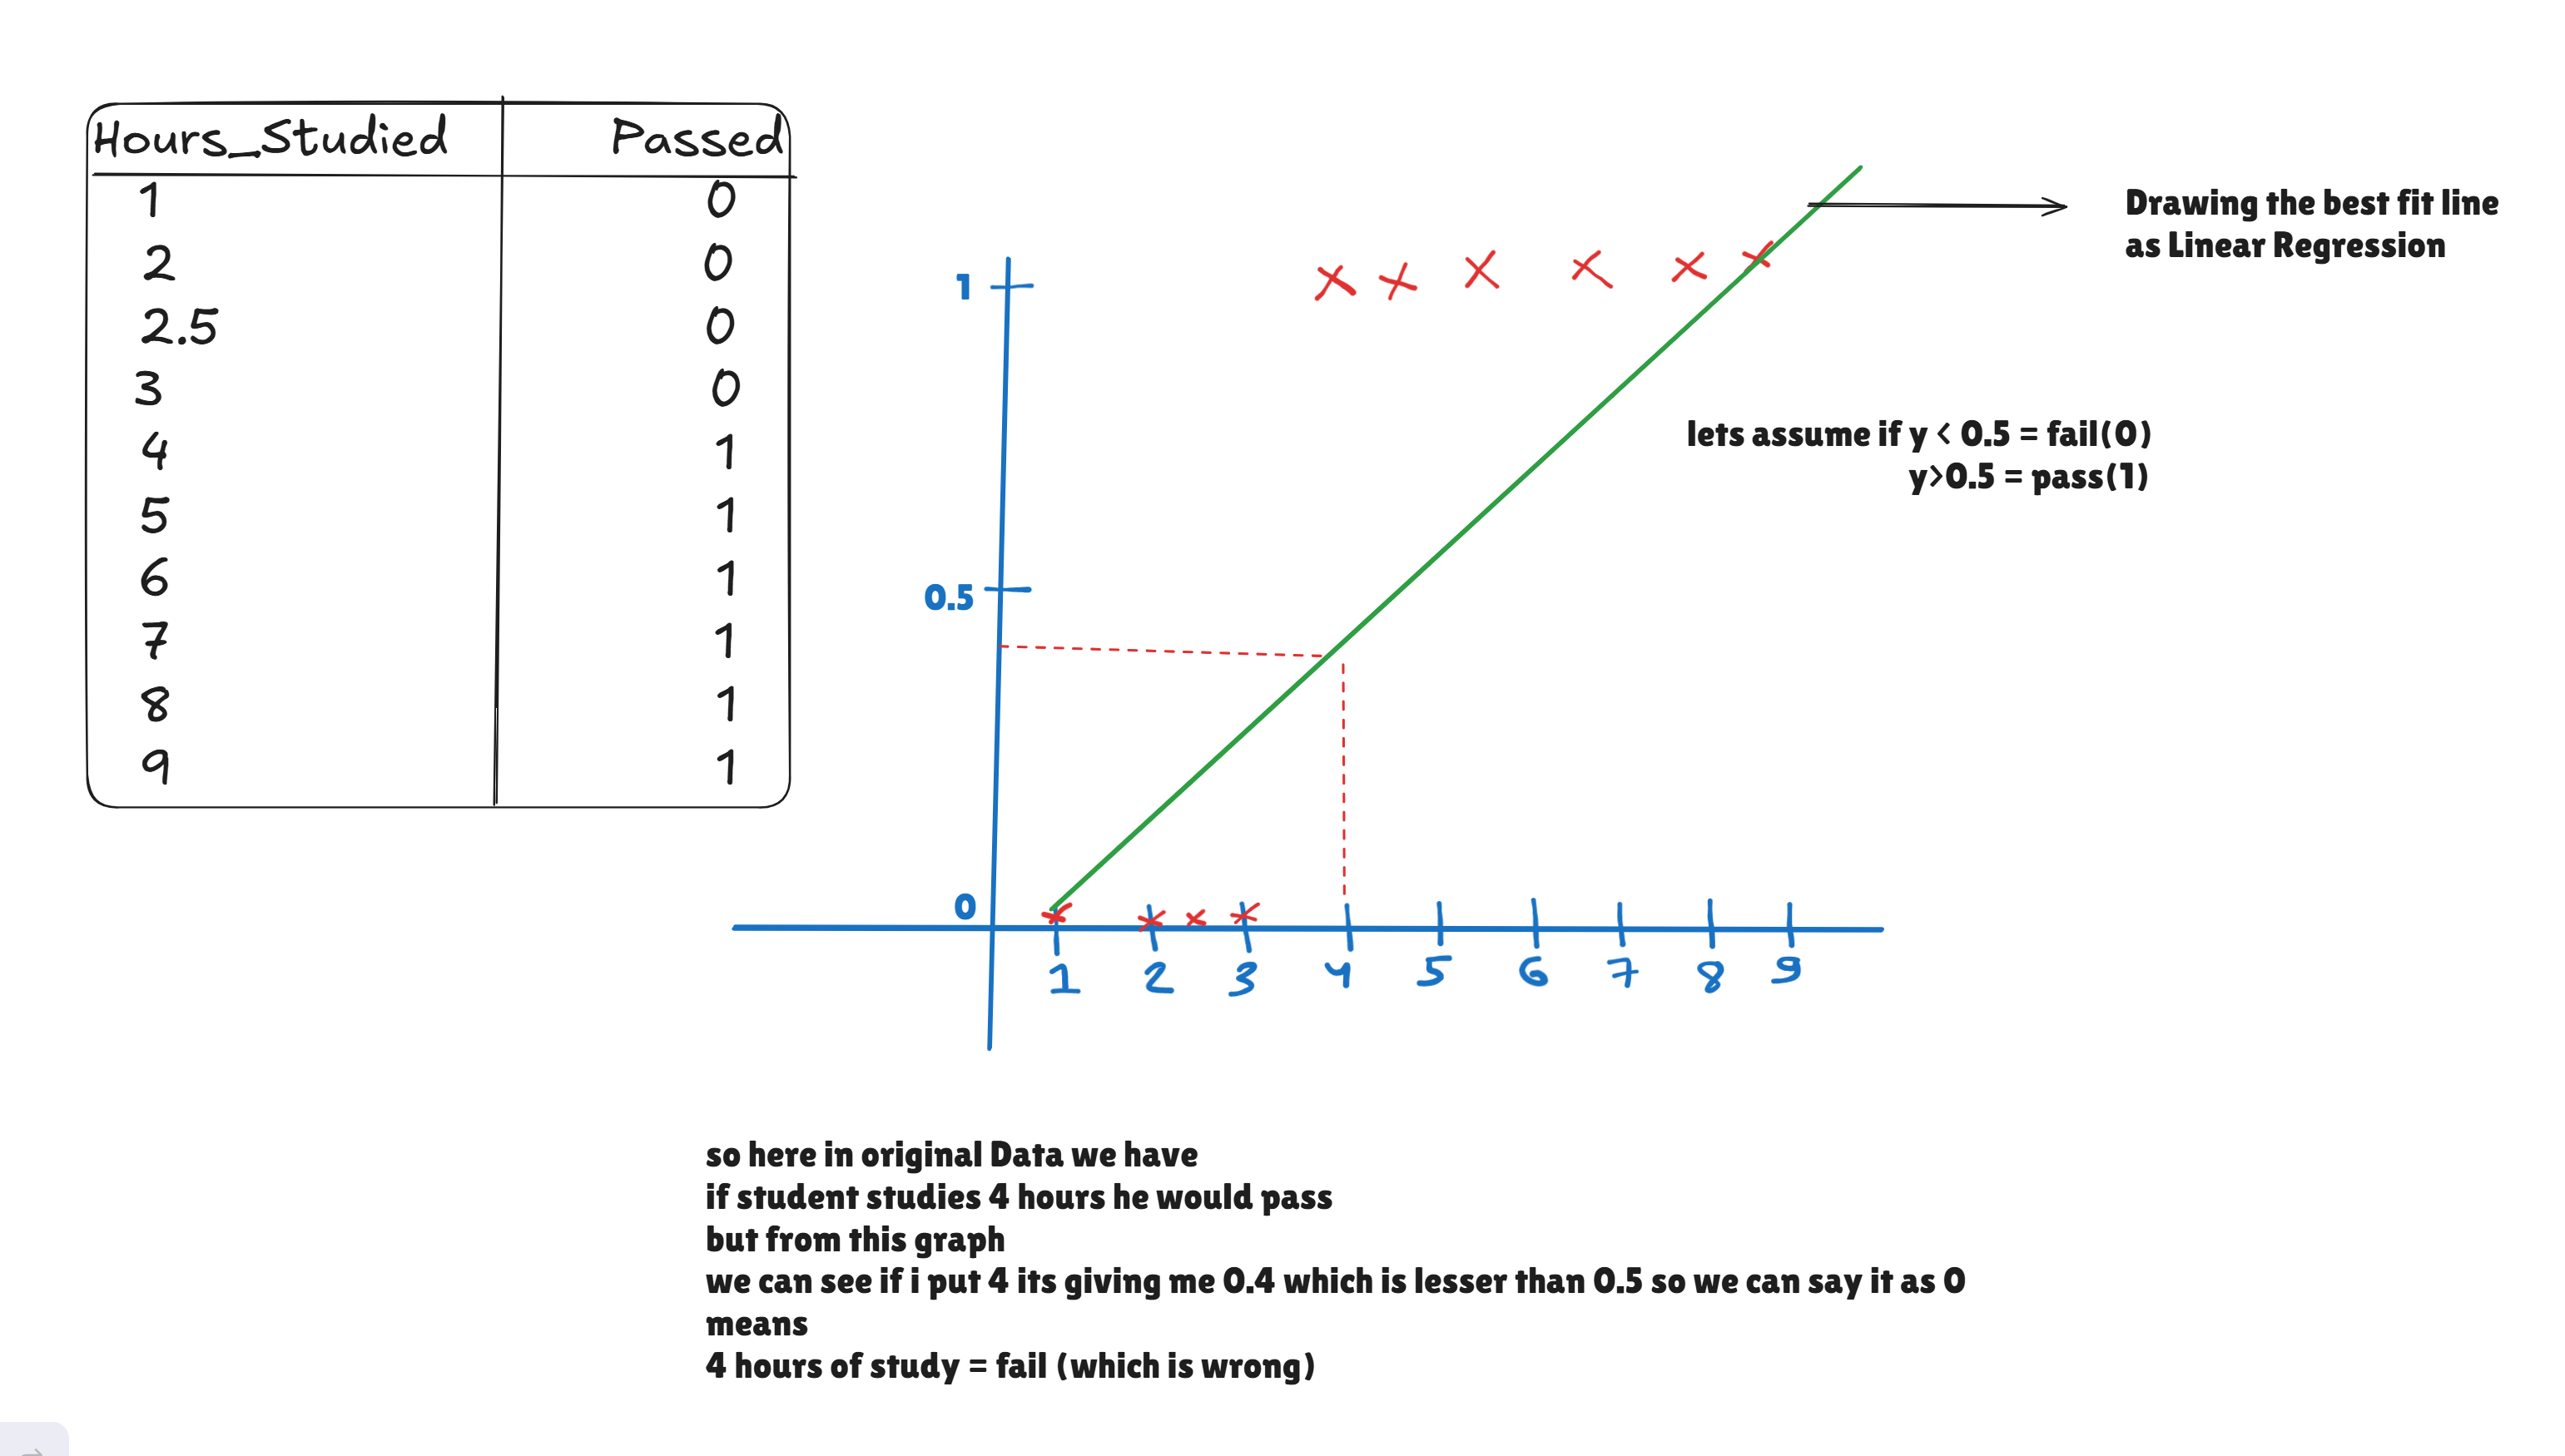 Hours_Studied Passed
1 0
2 0
2.5 0
3 0
4 1
5 1
6 1
7 1
8 1
9 1
Drawing the best fit line
as Linear Regression
1
lets assume if y < 0.5 = fail(0)
y>0.5 = pass(1)
0.5
0
1 2 3 4 5 6 7 8 9
so here in original Data we have
if student studies 4 hours he would pass
but from this graph
we can see if i put 4 its giving me 0.4 which is lesser than 0.5 so we can say it as 0
means
4 hours of study = fail (which is wrong)